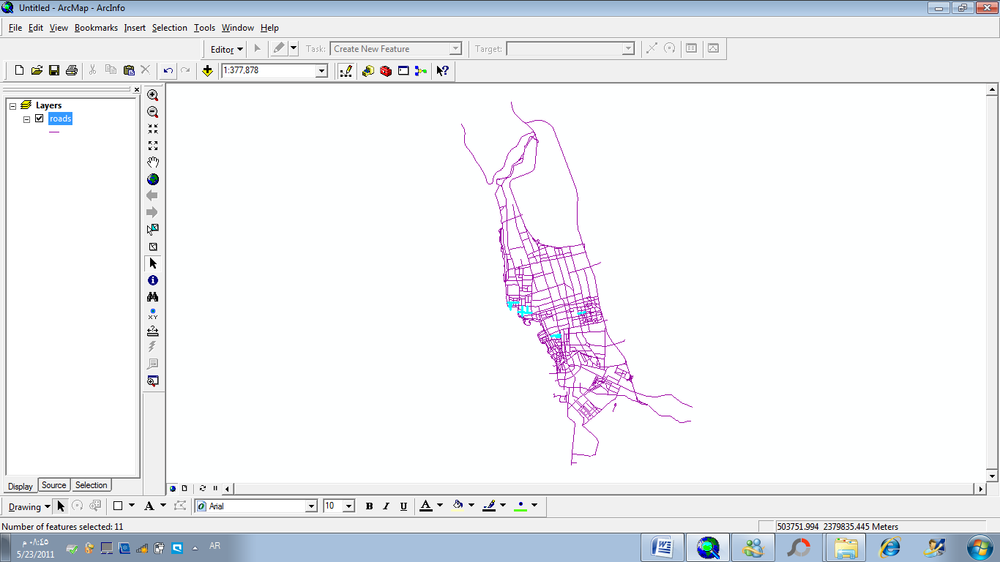 Untitled - ArcMap - ArcInfo
File Edit View Bookmarks Insert Selection Tools Window Help
Editor Task: Create New Feature Target:
1:377,878
Layers
roads
XY
Display Source Selection
Drawing A Arial 10 B I U A
Number of features selected: 11
503751.994 2379835.445 Meters
٠٨:٤٥ م
AR
5/23/2011